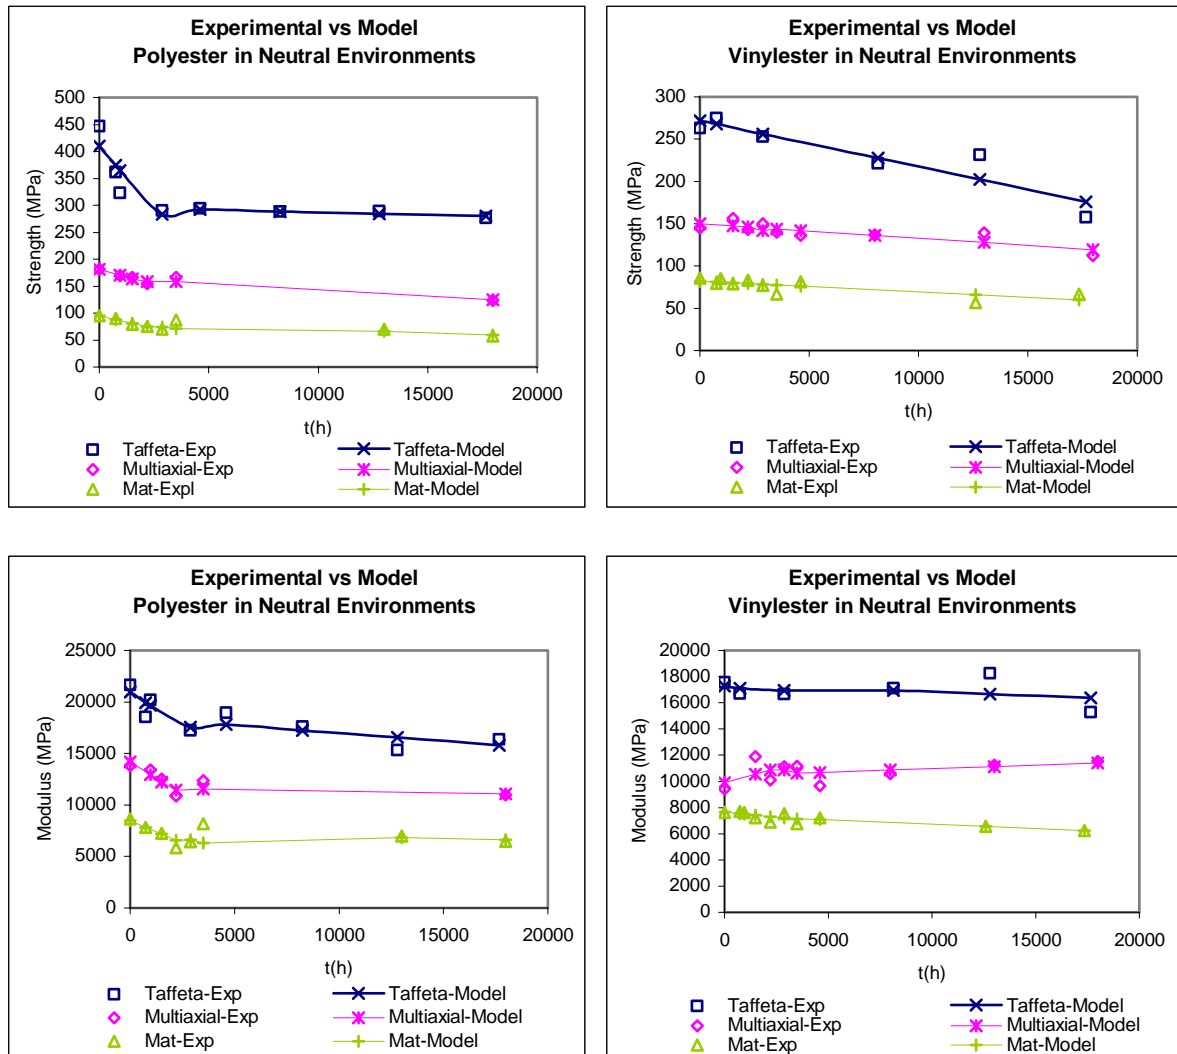 Experimental vs Model
Polyester in Neutral Environments
500
450
400
350
300
250
200
150
100
50
0
Strength (MPa)
0 5000 10000 15000 20000
t(h)
Taffeta-Exp Taffeta-Model
Multiaxial-Exp Multiaxial-Model
Mat-Expl Mat-Model
Experimental vs Model
Vinylester in Neutral Environments
300
250
200
150
100
50
0
Strength (MPa)
0 5000 10000 15000 20000
t(h)
Taffeta-Exp Taffeta-Model
Multiaxial-Exp Multiaxial-Model
Mat-Expl Mat-Model
Experimental vs Model
Polyester in Neutral Environments
25000
20000
15000
10000
5000
0
Modulus (MPa)
0 5000 10000 15000 20000
t(h)
Taffeta-Exp Taffeta-Model
Multiaxial-Exp Multiaxial-Model
Mat-Exp Mat-Model
Experimental vs Model
Vinylester in Neutral Environments
20000
18000
16000
14000
12000
10000
8000
6000
4000
2000
0
Modulus (MPa)
0 5000 10000 15000 20000
t(h)
Taffeta-Exp Taffeta-Model
Multiaxial-Exp Multiaxial-Model
Mat-Exp Mat-Model